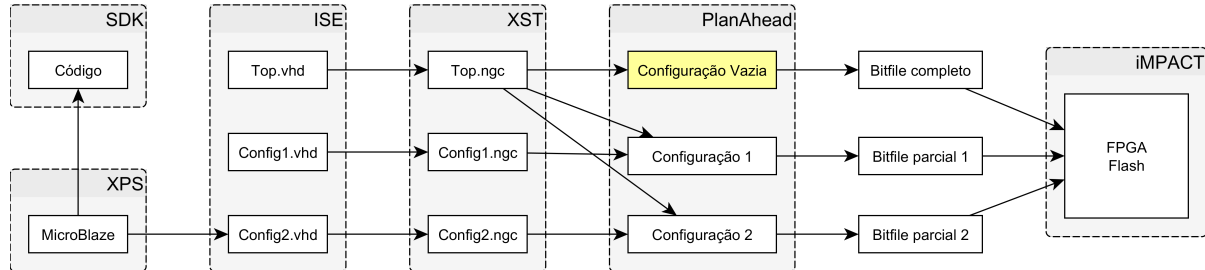 SDK
ISE
XST
PlanAhead
Código
Top.vhd
Top.ngc
Configuração Vazia
Bitfile completo
iMPACT
Config1.vhd
Config1.ngc
Configuração 1
Bitfile parcial 1
FPGA
Flash
XPS
MicroBlaze
Config2.vhd
Config2.ngc
Configuração 2
Bitfile parcial 2